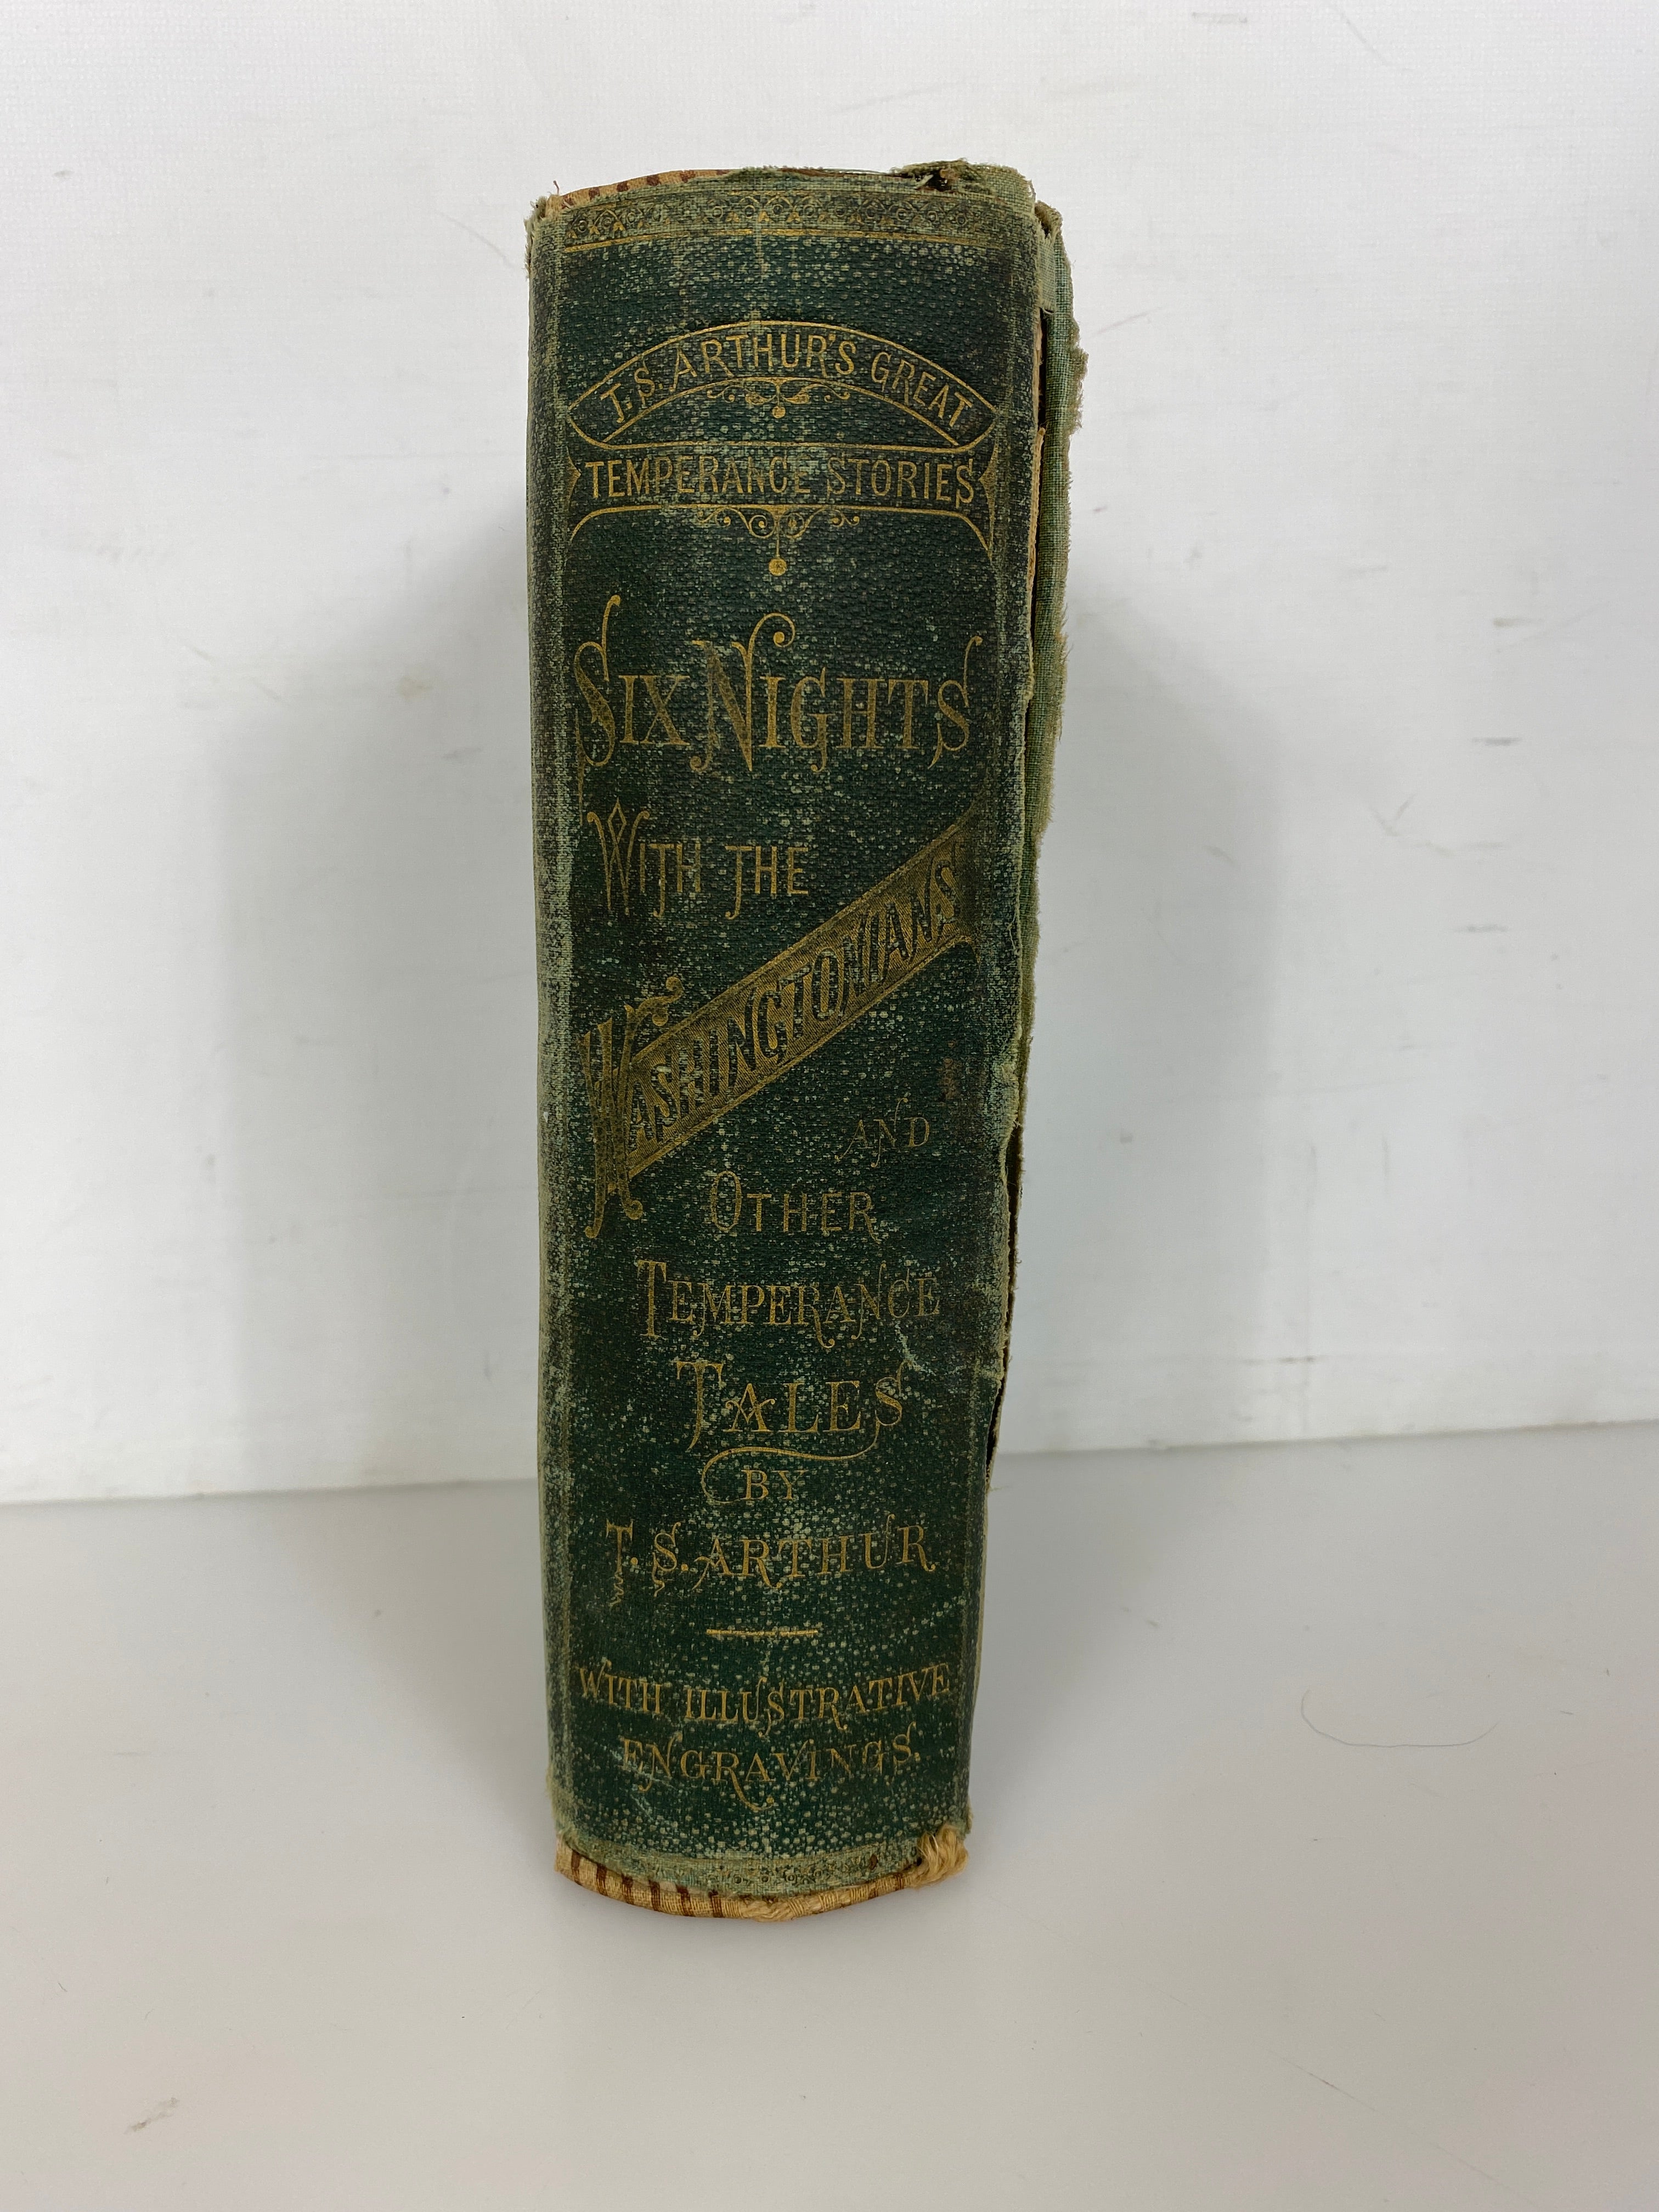 T. S. ARTHUR'S GREAT
TEMPERANCE STORIES
SIX NIGHTS
WITH THE
WASHINGTONIANS
AND
OTHER
TEMPERANCE
TALES
BY
T. S. ARTHUR
WITH ILLUSTRATIVE
ENGRAVINGS.